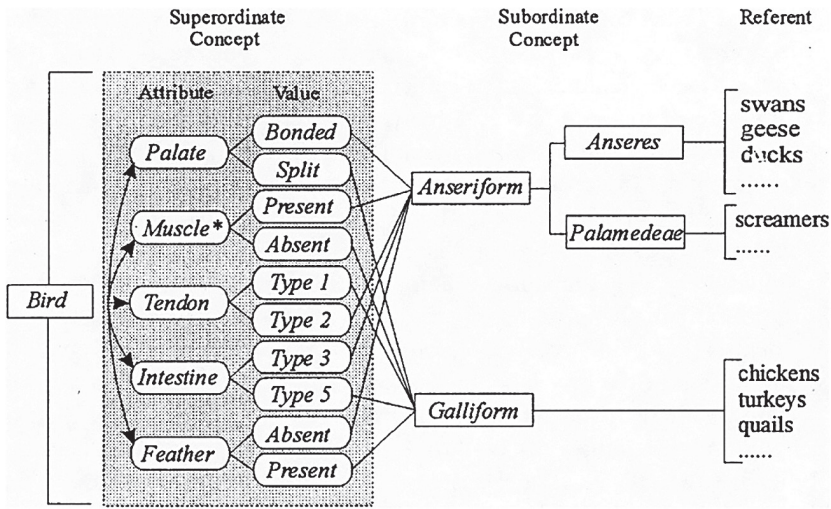 Superordinate
Concept
Subordinate
Concept
Referent
Attribute
Value
Bird
Palate
Muscle*
Tendon
Intestine
Feather
Bonded
Split
Present
Absent
Type 1
Type 2
Type 3
Type 5
Absent
Present
Anseriform
Galliform
Anseres
Palamedeae
swans
geese
ducks
......
screamers
......
chickens
turkeys
quails
......